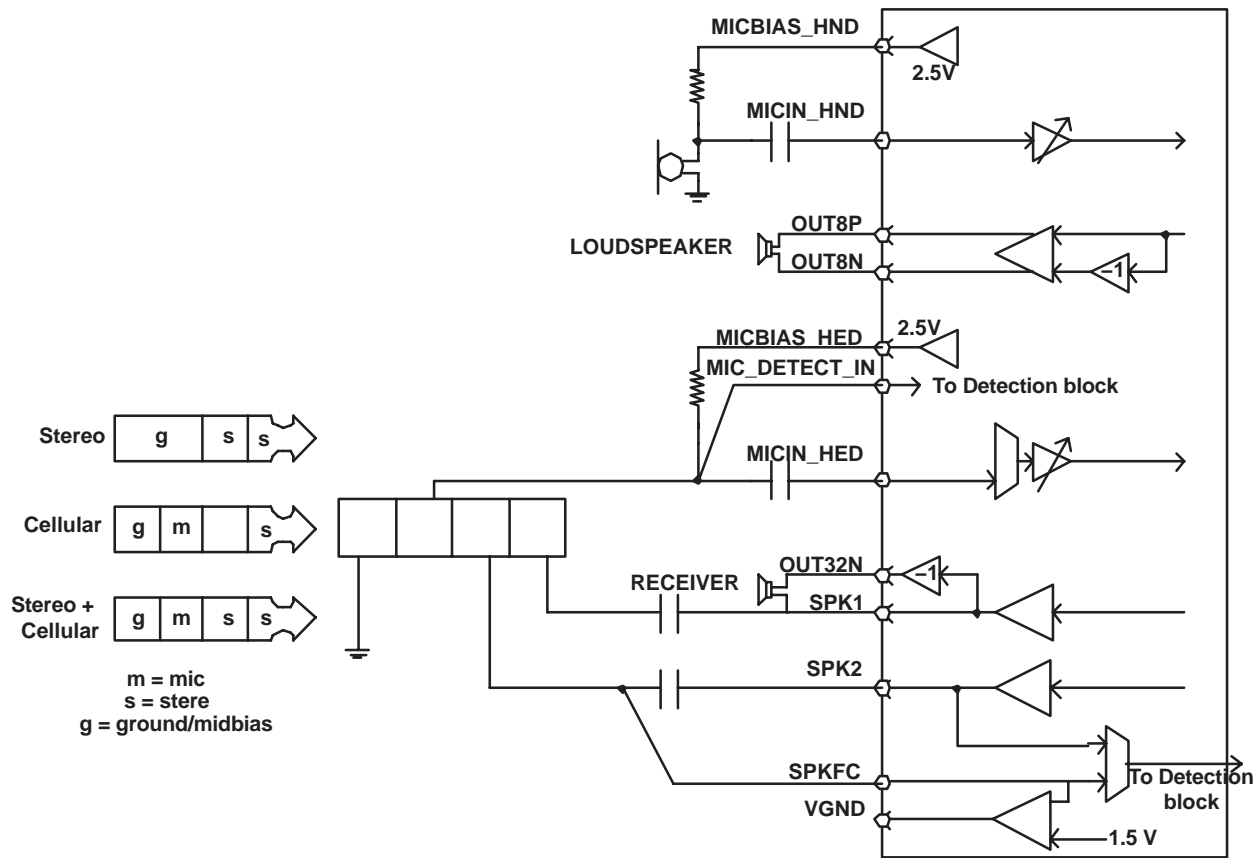 MICBIAS_HND
2.5V
MICIN_HND
OUT8P
LOUDSPEAKER
OUT8N
–1
MICBIAS_HED
2.5V
MIC_DETECT_IN
To Detection block
Stereo
g
s
s
MICIN_HED
Cellular
g
m
s
OUT32N
–1
RECEIVER
SPK1
Stereo +
Cellular
g
m
s
s
m = mic
s = stere
g = ground/midbias
SPK2
SPKFC
To Detection
block
VGND
1.5 V